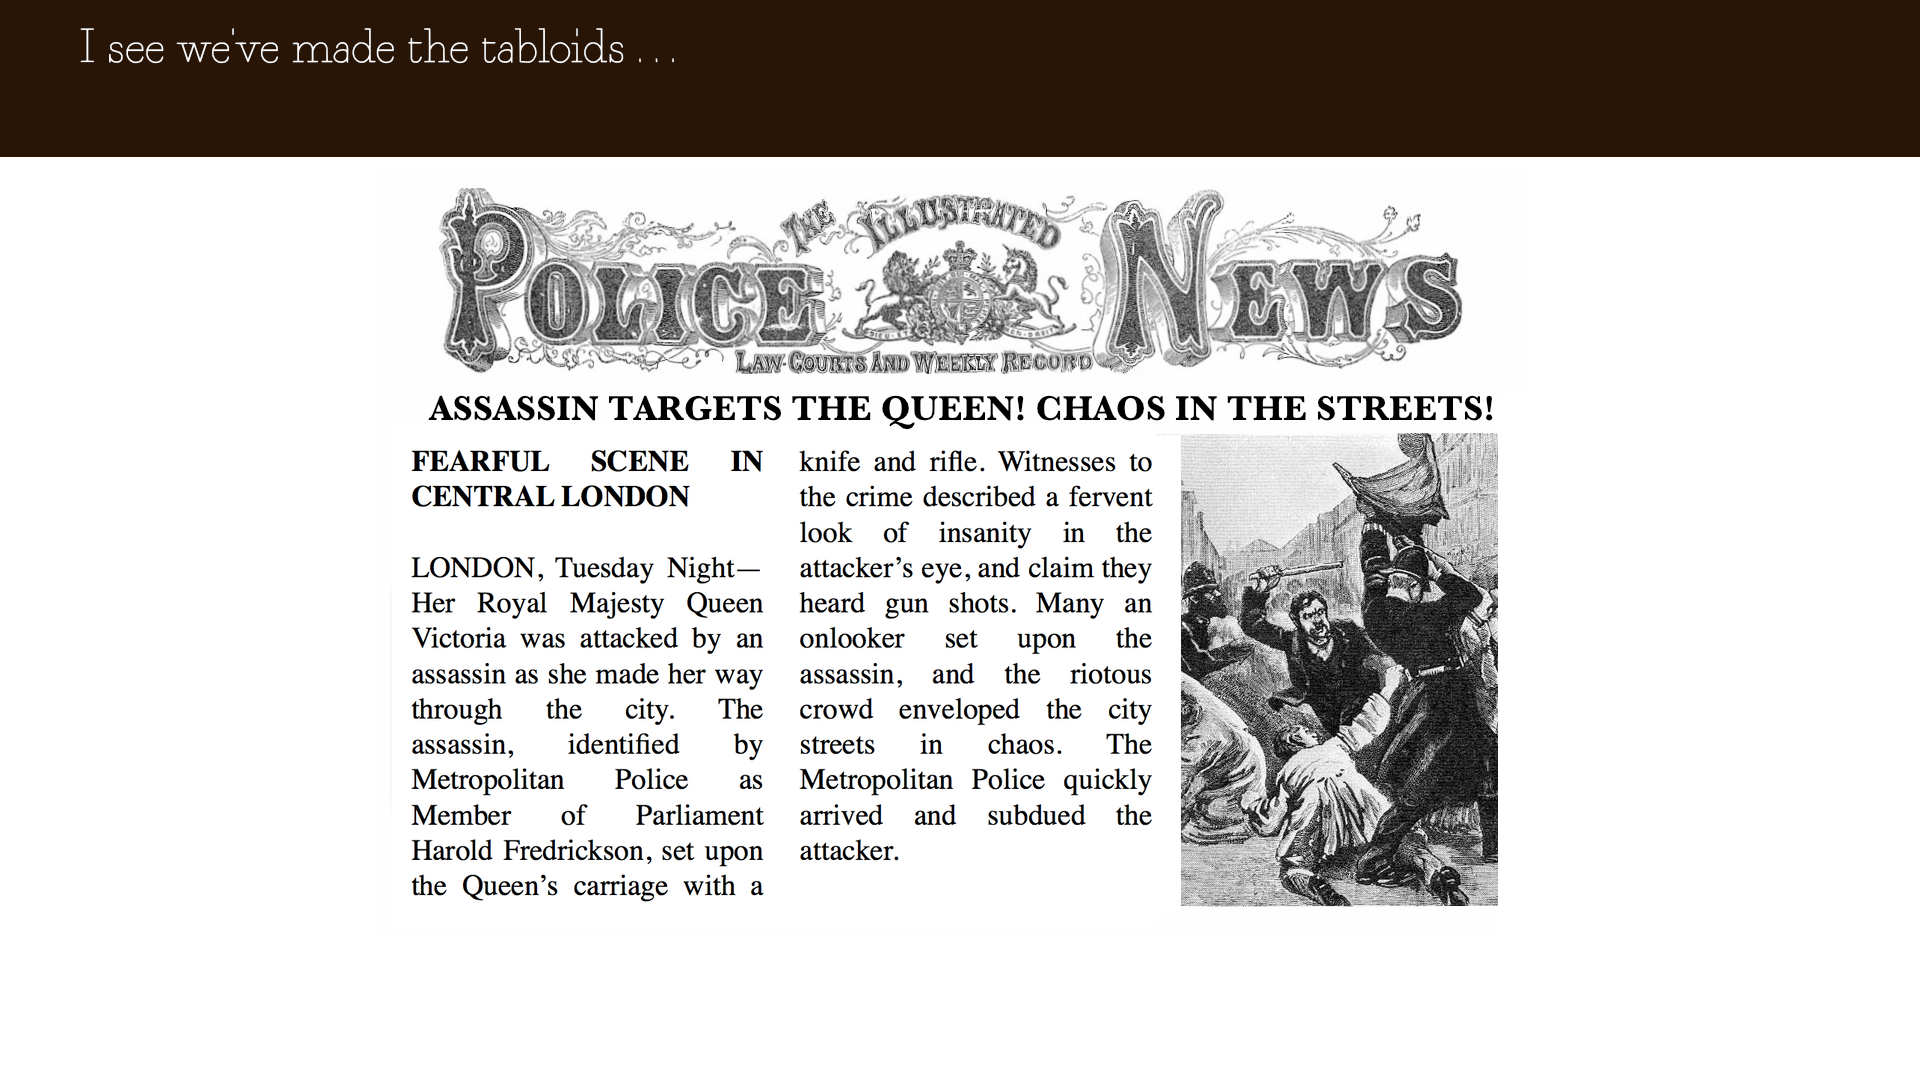 I see we've made the tabloids . . .
THE ILLUSTRATED
POLICE NEWS
LAW-COURTS AND WEEKLY RECORD
ASSASSIN TARGETS THE QUEEN! CHAOS IN THE STREETS!
FEARFUL SCENE IN
CENTRAL LONDON
LONDON, Tuesday Night—
Her Royal Majesty Queen
Victoria was attacked by an
assassin as she made her way
through the city. The
assassin, identified by
Metropolitan Police as
Member of Parliament
Harold Fredrickson, set upon
the Queen's carriage with a
knife and rifle. Witnesses to
the crime described a fervent
look of insanity in the
attacker's eye, and claim they
heard gun shots. Many an
onlooker set upon the
assassin, and the riotous
crowd enveloped the city
streets in chaos. The
Metropolitan Police quickly
arrived and subdued the
attacker.